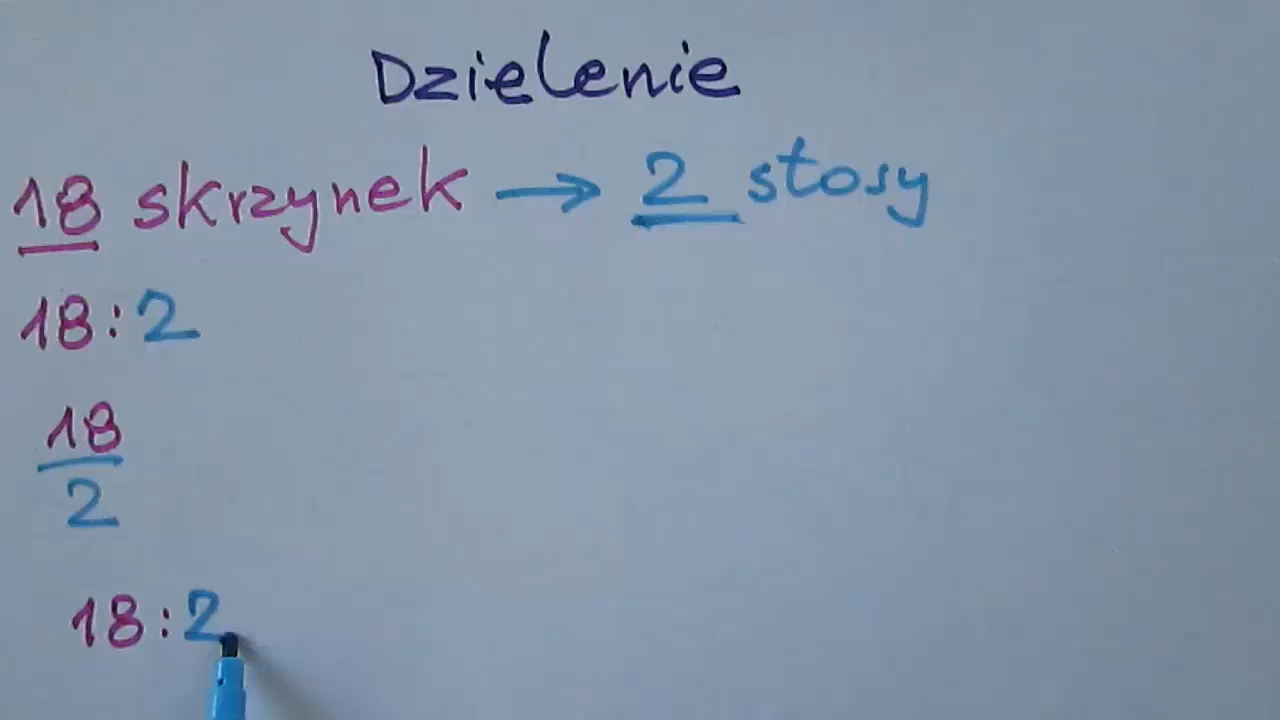 Dzielenie
18 skrzynek → 2 stosy
18:2
18
2
18:2